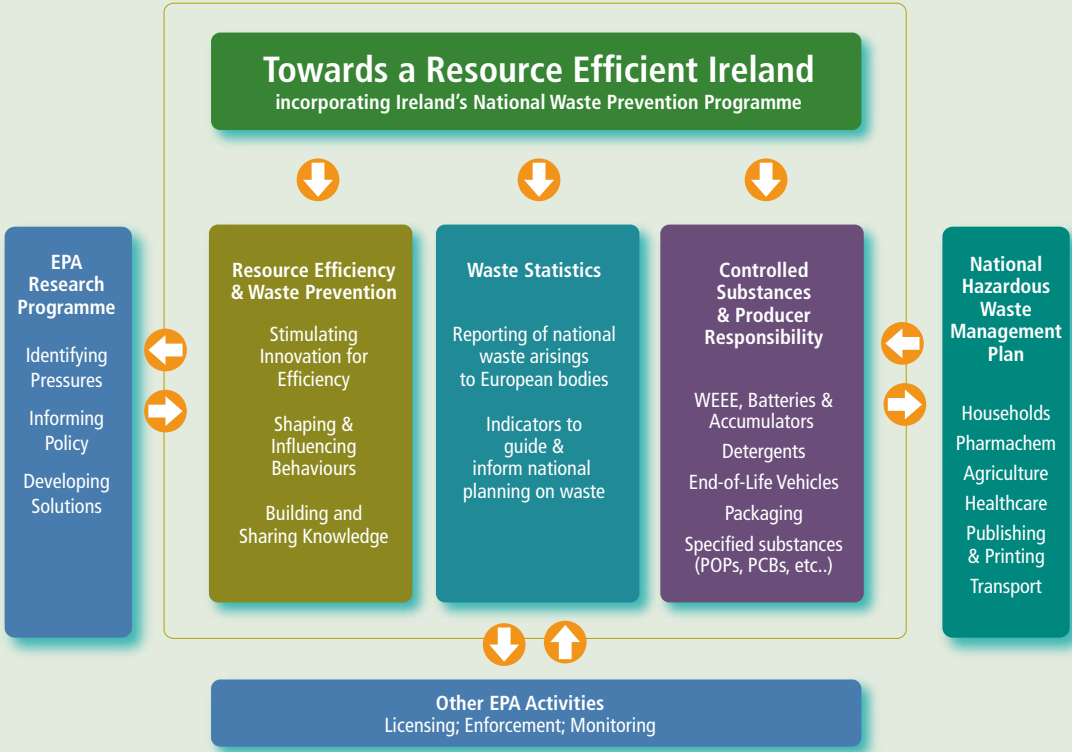 Towards a Resource Efficient Ireland
incorporating Ireland's National Waste Prevention Programme
EPA
Research
Programme
Identifying
Pressures
Informing
Policy
Developing
Solutions
Resource Efficiency
& Waste Prevention
Stimulating
Innovation for
Efficiency
Shaping &
Influencing
Behaviours
Building and
Sharing Knowledge
Waste Statistics
Reporting of national
waste arisings
to European bodies
Indicators to
guide &
inform national
planning on waste
Controlled
Substances
& Producer
Responsibility
WEEE, Batteries &
Accumulators
Detergents
End-of-Life Vehicles
Packaging
Specified substances
(POPs, PCBs, etc..)
National
Hazardous
Waste
Management
Plan
Households
Pharmachem
Agriculture
Healthcare
Publishing
& Printing
Transport
Other EPA Activities
Licensing; Enforcement; Monitoring